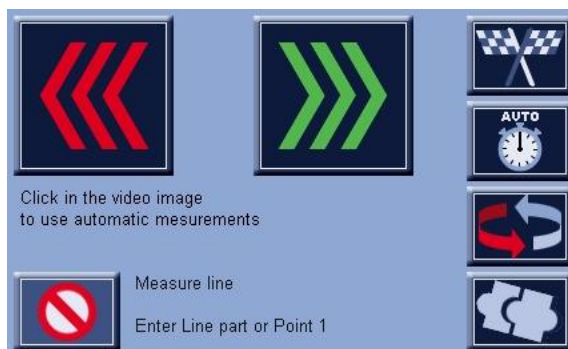 AUTO
Click in the video image
to use automatic mesurements
Measure line
Enter Line part or Point 1